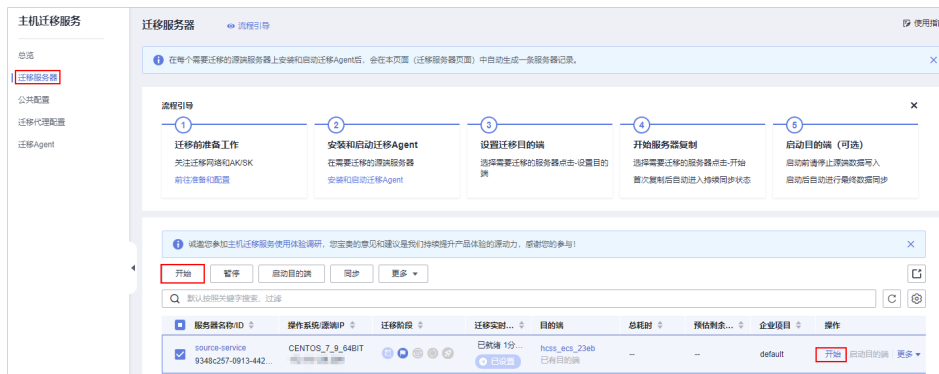 主机迁移服务
总览
迁移服务器
公共配置
迁移代理配置
迁移Agent
迁移服务器
流程引导
使用指
在每个需要迁移的源端服务器上安装和启动迁移Agent后，会在本页面（迁移服务器页面）中自动生成一条服务器记录。
流程引导
1
2
3
4
5
迁移前准备工作
安装和启动迁移Agent
设置迁移目的端
开始服务器复制
启动目的端（可选）
关注迁移网络和AK/SK
在需要迁移的源端服务器
选择需要迁移的服务器点击-设置目的
端
选择需要迁移的服务器点击-开始
启动前请停止源端数据写入
前往准备和配置
安装和启动迁移Agent
首次复制后自动进入持续同步状态
启动后自动进行最终数据同步
诚邀您参加主机迁移服务使用体验调研，您宝贵的意见和建议是我们持续提升产品体验的源动力，感谢您的参与！
开始
暂停
启动目的端
同步
更多
默认按照关键字搜索、过滤
服务器名称/ID
操作系统/源端IP
迁移阶段
迁移实时...
目的端
总耗时
预估剩余...
企业项目
操作
source-service
CENTOS_7_9_64BIT
已就绪 1分...
hcss_ecs_23eb
--
--
default
开始
启动目的端
更多
9348c257-0913-442...
已设置
已有目的端